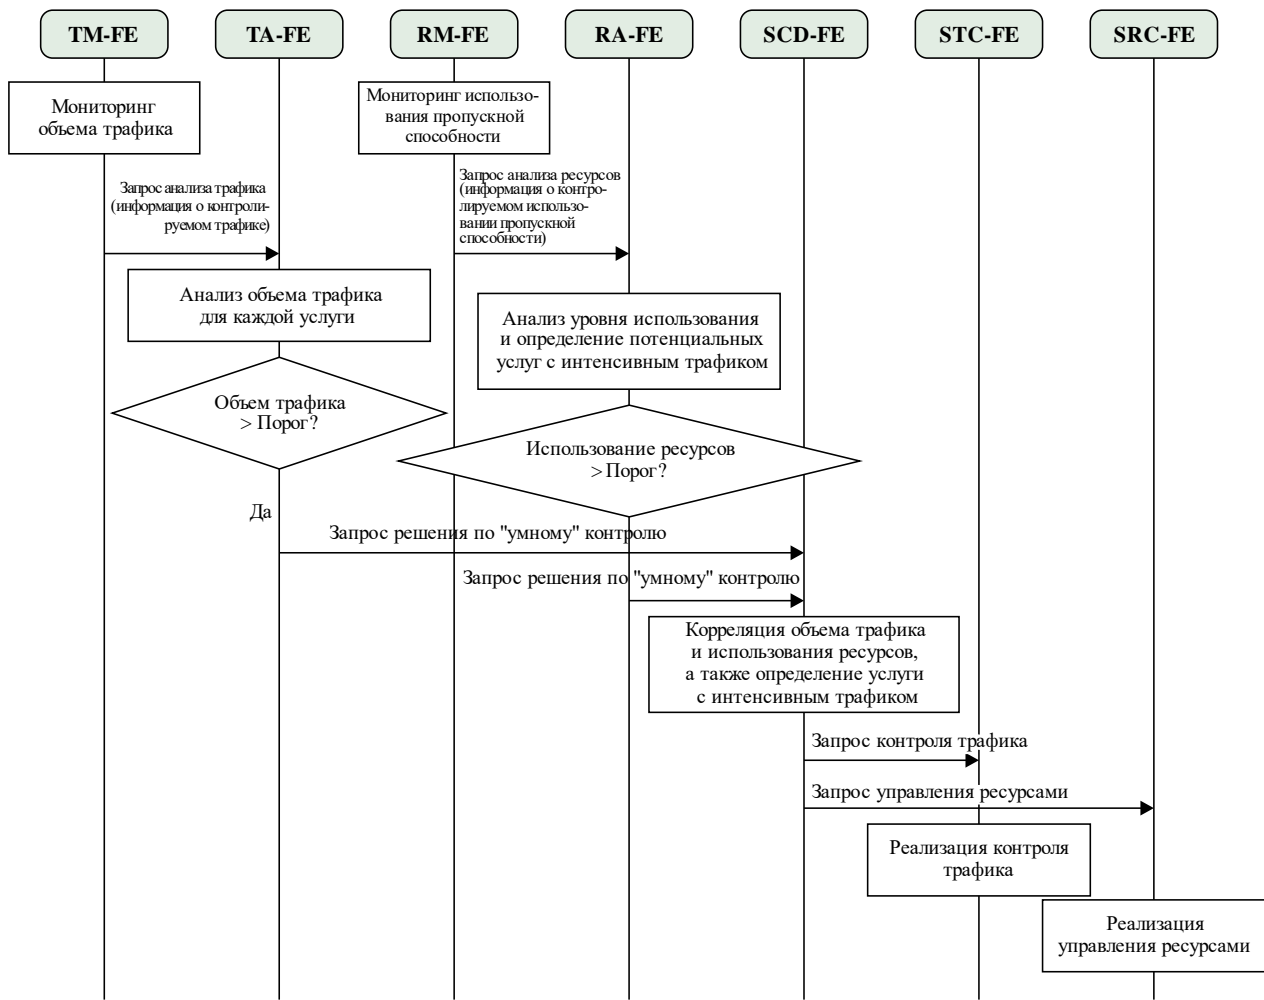 TM-FE
TA-FE
RM-FE
RA-FE
SCD-FE
STC-FE
SRC-FE
Мониторинг
объема трафика
Мониторинг использо-
вания пропускной
способности
Запрос анализа трафика
(информация о контроли-
руемом трафике)
Запрос анализа ресурсов
(информация о контро-
лируемом использо-
вании пропускной
способности)
Анализ объема трафика
для каждой услуги
Анализ уровня использования
и определение потенциальных
услуг с интенсивным трафиком
Объем трафика
> Порог?
Использование ресурсов
> Порог?
Да
Запрос решения по "умному" контролю
Запрос решения по "умному" контролю
Корреляция объема трафика
и использования ресурсов,
а также определение услуги
с интенсивным трафиком
Запрос контроля трафика
Запрос управления ресурсами
Реализация контроля
трафика
Реализация
управления ресурсами